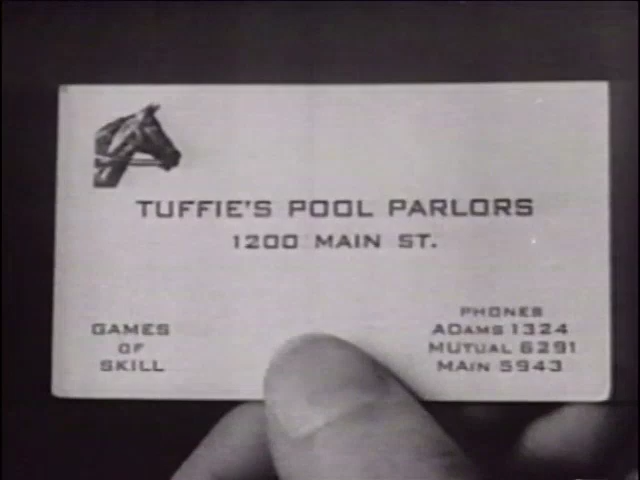 TUFFIE'S POOL PARLORS
1200 MAIN ST.
GAMES
OF
SKILL
PHONES
ADAMS 1324
MUTUAL 6291
MAIN 5943